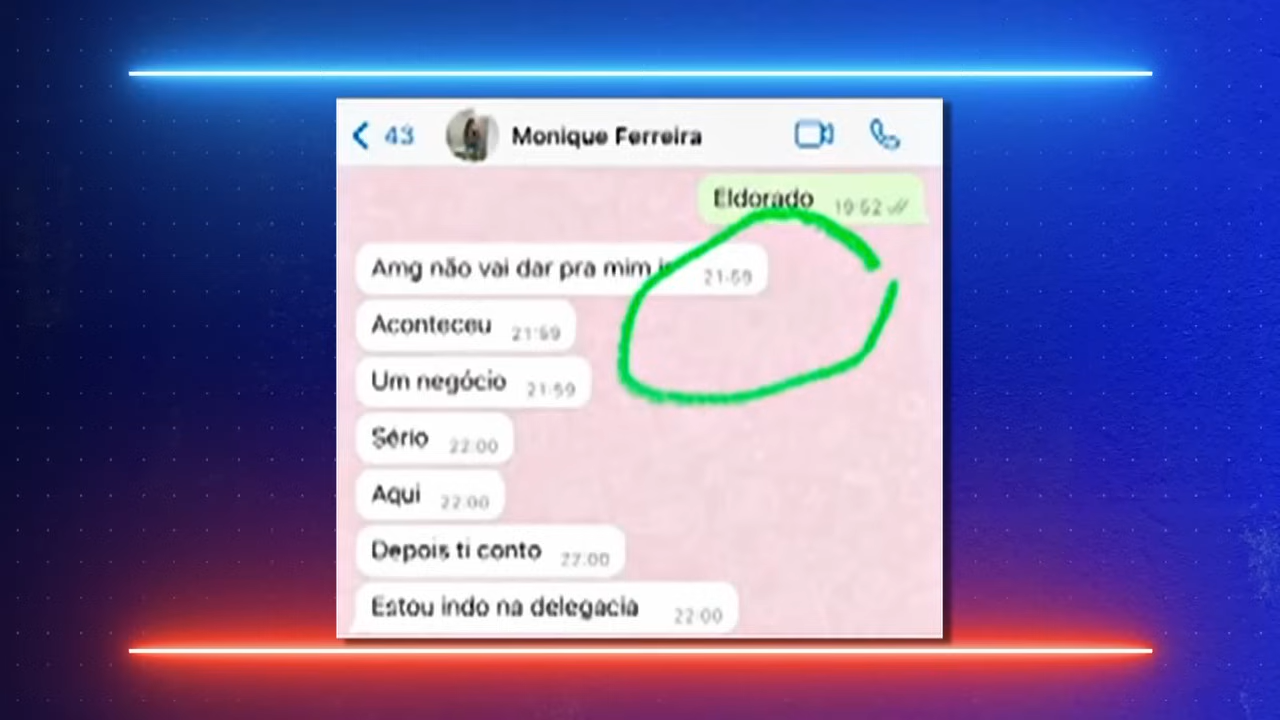 43 Monique Ferreira
Eldorado 19:52
Amg não vai dar pra mim 21:59
Aconteceu 21:59
Um negócio 21:59
Sério 22:00
Aqui 22:00
Depois ti conto 22:00
Estou indo na delegacia 22:00